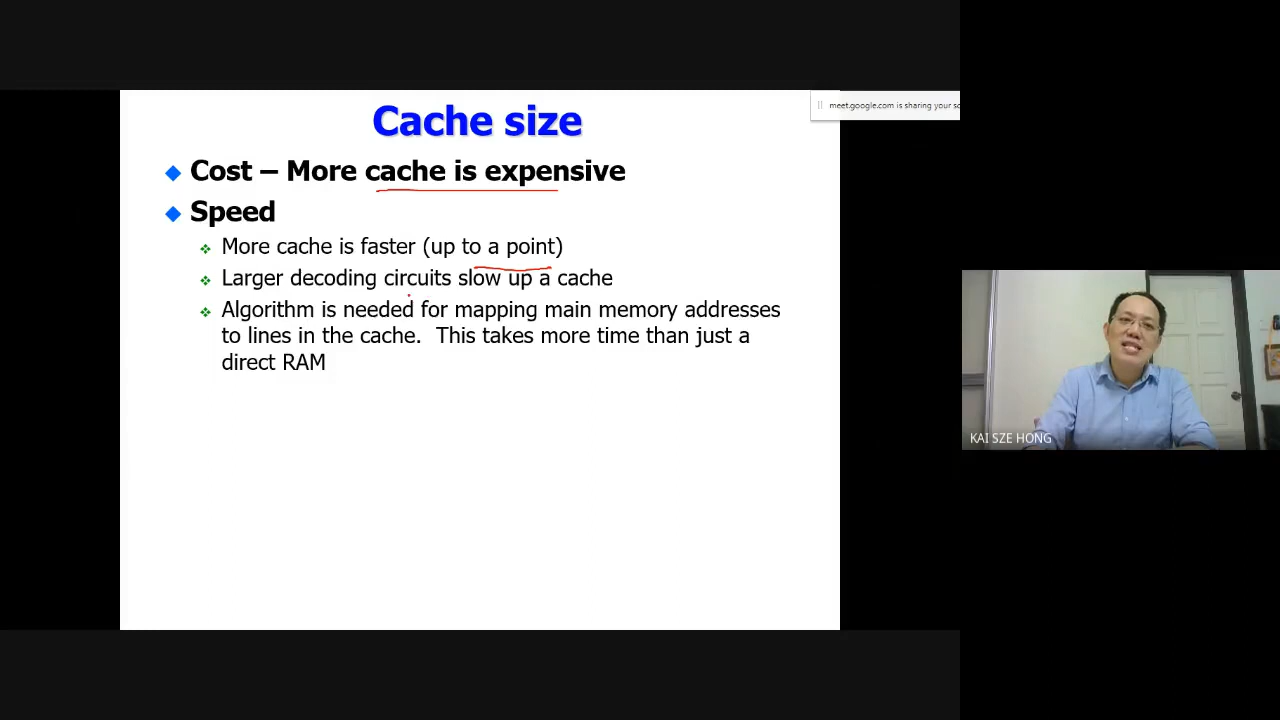 Cache size
meet.google.com is sharing your sc
Cost – More cache is expensive
Speed
More cache is faster (up to a point)
Larger decoding circuits slow up a cache
Algorithm is needed for mapping main memory addresses
to lines in the cache. This takes more time than just a
direct RAM
KAI SZE HONG